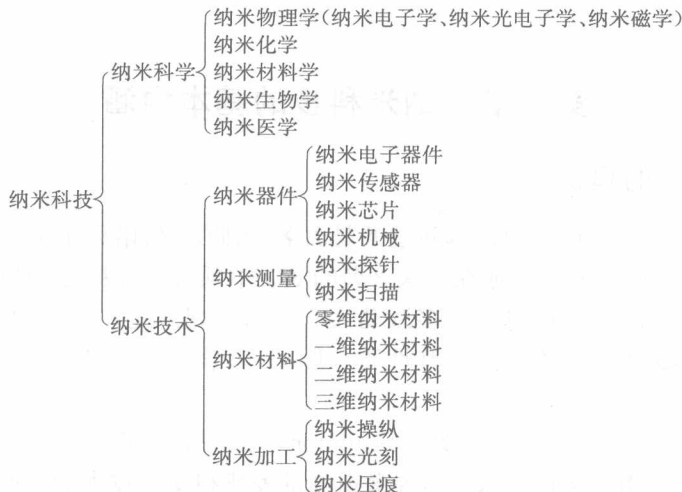 纳米物理学(纳米电子学、纳米光电子学、纳米磁学)
纳米化学
纳米科学
纳米材料学
纳米生物学
纳米医学
纳米科技
纳米电子器件
纳米传感器
纳米器件
纳米芯片
纳米机械
纳米测量
纳米探针
纳米扫描
纳米技术
零维纳米材料
一维纳米材料
纳米材料
二维纳米材料
三维纳米材料
纳米操纵
纳米加工
纳米光刻
纳米压痕